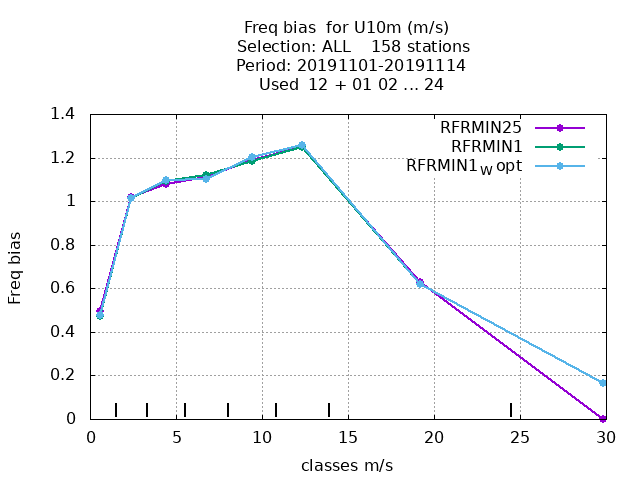 Freq bias  for U10m (m/s)
Selection: ALL    158 stations
Period: 20191101-20191114
Used  12 + 01 02 ... 24
RFRMIN25
RFRMIN1
RFRMIN1w opt
1.4
1.2
1
0.8
0.6
0.4
0.2
0
Freq bias
0 5 10 15 20 25 30
classes m/s